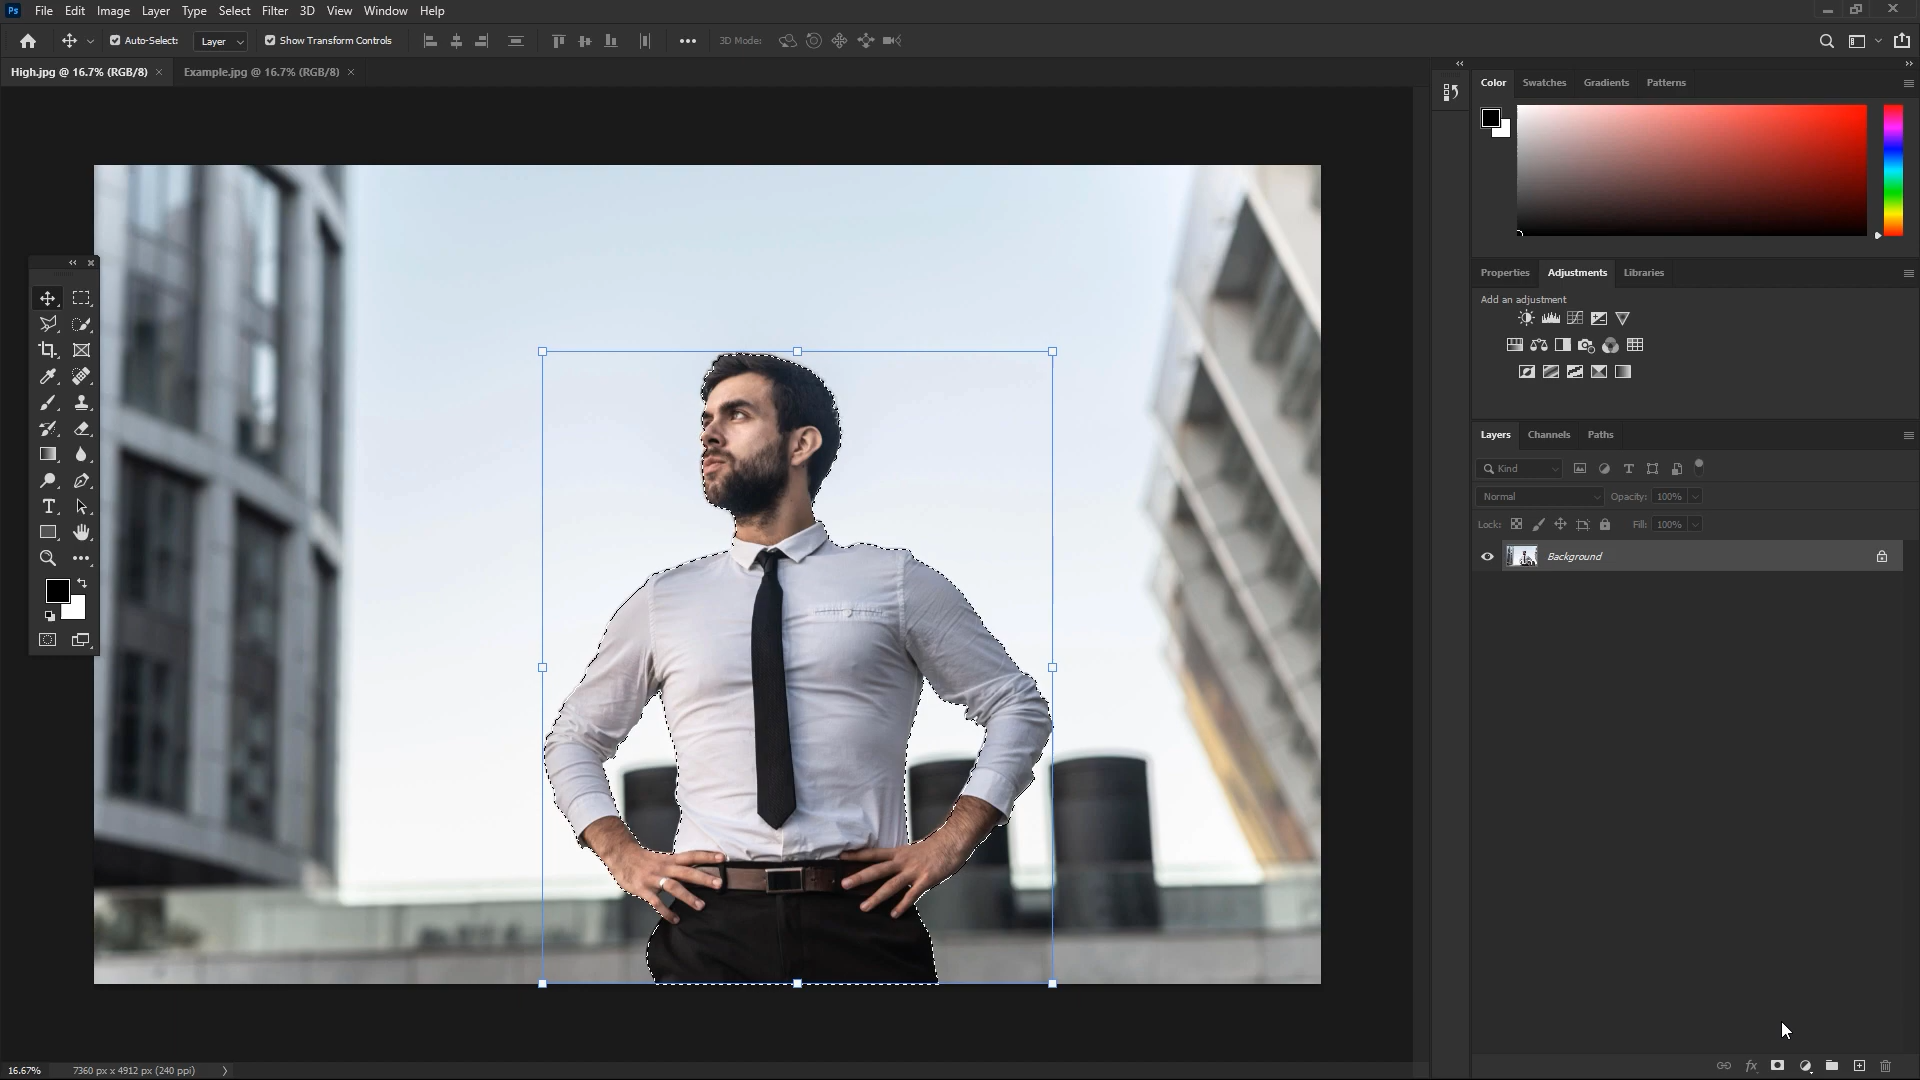 Ps File Edit Image Layer Type Select Filter 3D View Window Help
Auto-Select: Layer Show Transform Controls 3D Mode:
High.jpg @ 16.7% (RGB/8) × Example.jpg @ 16.7% (RGB/8) ×
Color Swatches Gradients Patterns
Properties Adjustments Libraries
Add an adjustment
Layers Channels Paths
Kind
Normal Opacity: 100%
Lock: Fill: 100%
Background
16.67% 7360 px x 4912 px (240 ppi)